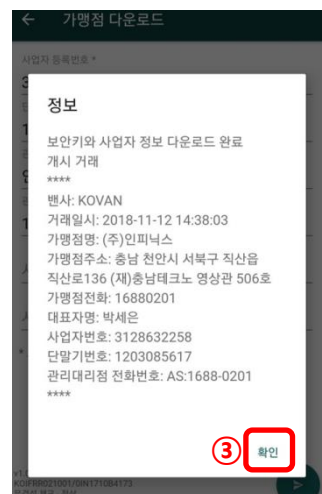 ← 가맹점 다운로드
사업자 등록번호 *
3
1
1
정보
보안키와 사업자 정보 다운로드 완료
개시 거래
****
밴사: KOVAN
거래일시: 2018-11-12 14:38:03
가맹점명: (주)인피닉스
가맹점주소: 충남 천안시 서북구 직산읍
직산로136 (재)충남테크노 영상관 506호
가맹점전화: 16880201
대표자명: 박세은
사업자번호: 3128632258
단말기번호: 1203085617
관리대리점 전화번호: AS:1688-0201
****
③ 확인
KOIFRR021001/0IN1710B4173